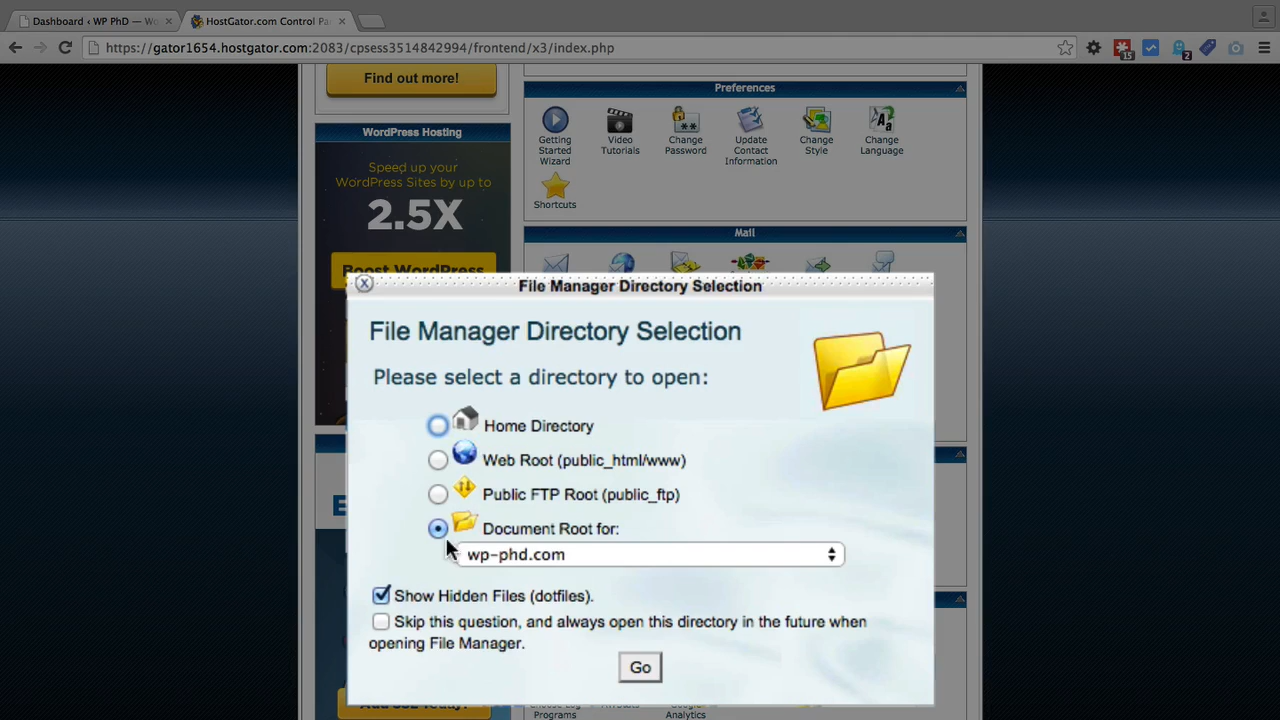 Dashboard ‹ WP PhD — Wo
HostGator.com Control Pa
https://gator1654.hostgator.com:2083/cpsess3514842994/frontend/x3/index.php
15
2
Find out more!
WordPress Hosting
Speed up your
WordPress Sites by up to
2.5X
Boost WordPress
Preferences
Getting Started Wizard
Video Tutorials
Change Password
Update Contact Information
Change Style
Change Language
Shortcuts
Mail
File Manager Directory Selection
File Manager Directory Selection
Please select a directory to open:
Home Directory
Web Root (public_html/www)
Public FTP Root (public_ftp)
Document Root for:
wp-phd.com
Show Hidden Files (dotfiles).
Skip this question, and always open this directory in the future when
opening File Manager.
Go
Programs
Analytics